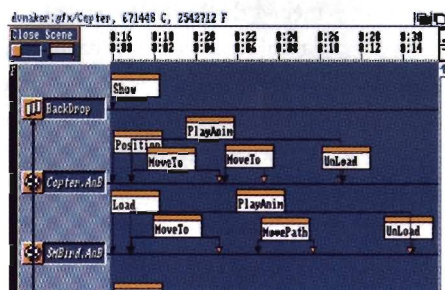 dvmaker:gfx/Copter, 671448 C, 2542712 F
Close Scene
0:16 0:18 0:20 0:22 0:24 0:26 0:28 0:30
0:00 0:02 0:04 0:06 0:08 0:10 0:12 0:14
Show
BackDrop
PlayAnim
Position
MoveTo MoveTo UnLoad
Copter.AnB
Load PlayAnim
MoveTo MovePath UnLoad
SMBird.AnB